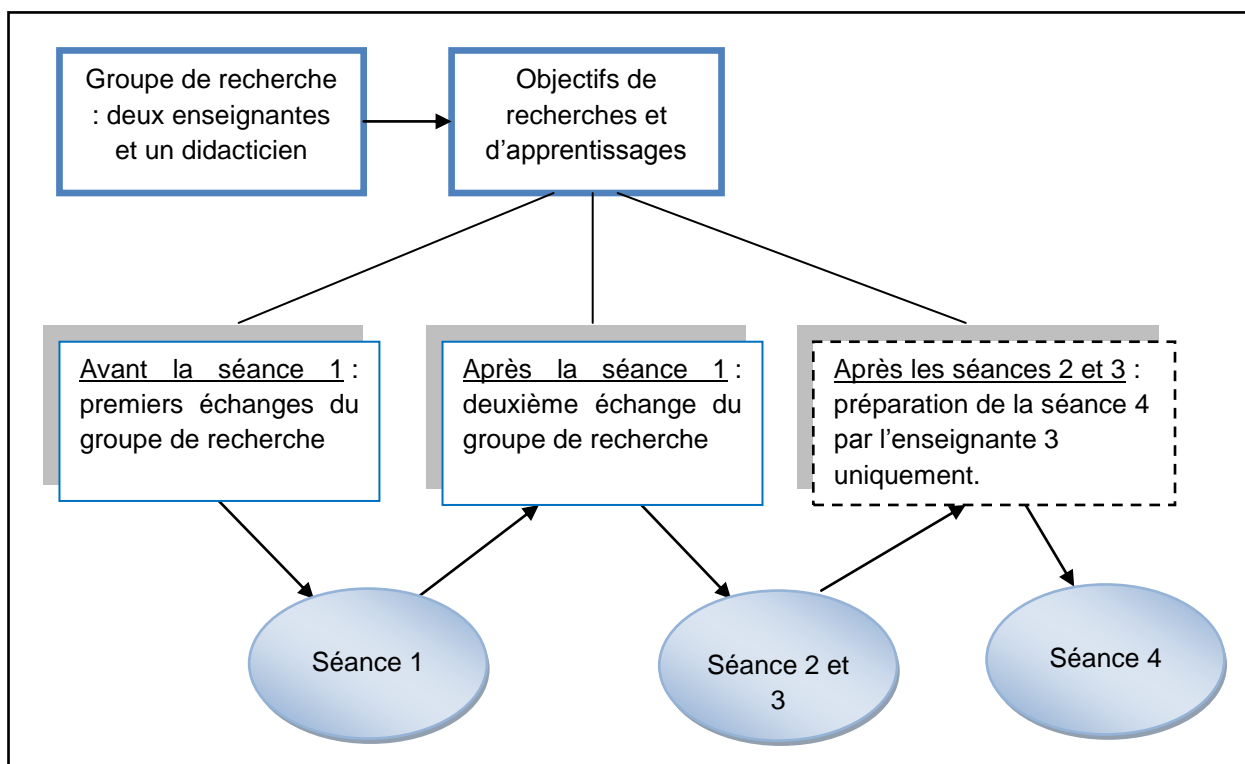 Groupe de recherche
: deux enseignantes
et un didacticien
Objectifs de
recherches et
d’apprentissages
Avant la séance 1 :
premiers échanges du
groupe de recherche
Après la séance 1 :
deuxième échange du
groupe de recherche
Après les séances 2 et 3 :
préparation de la séance 4
par l’enseignante 3
uniquement.
Séance 1
Séance 2 et
3
Séance 4